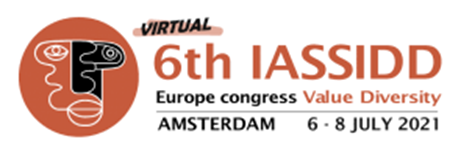 VIRTUAL
6th IASSIDD
Europe congress Value Diversity
AMSTERDAM 6 - 8 JULY 2021